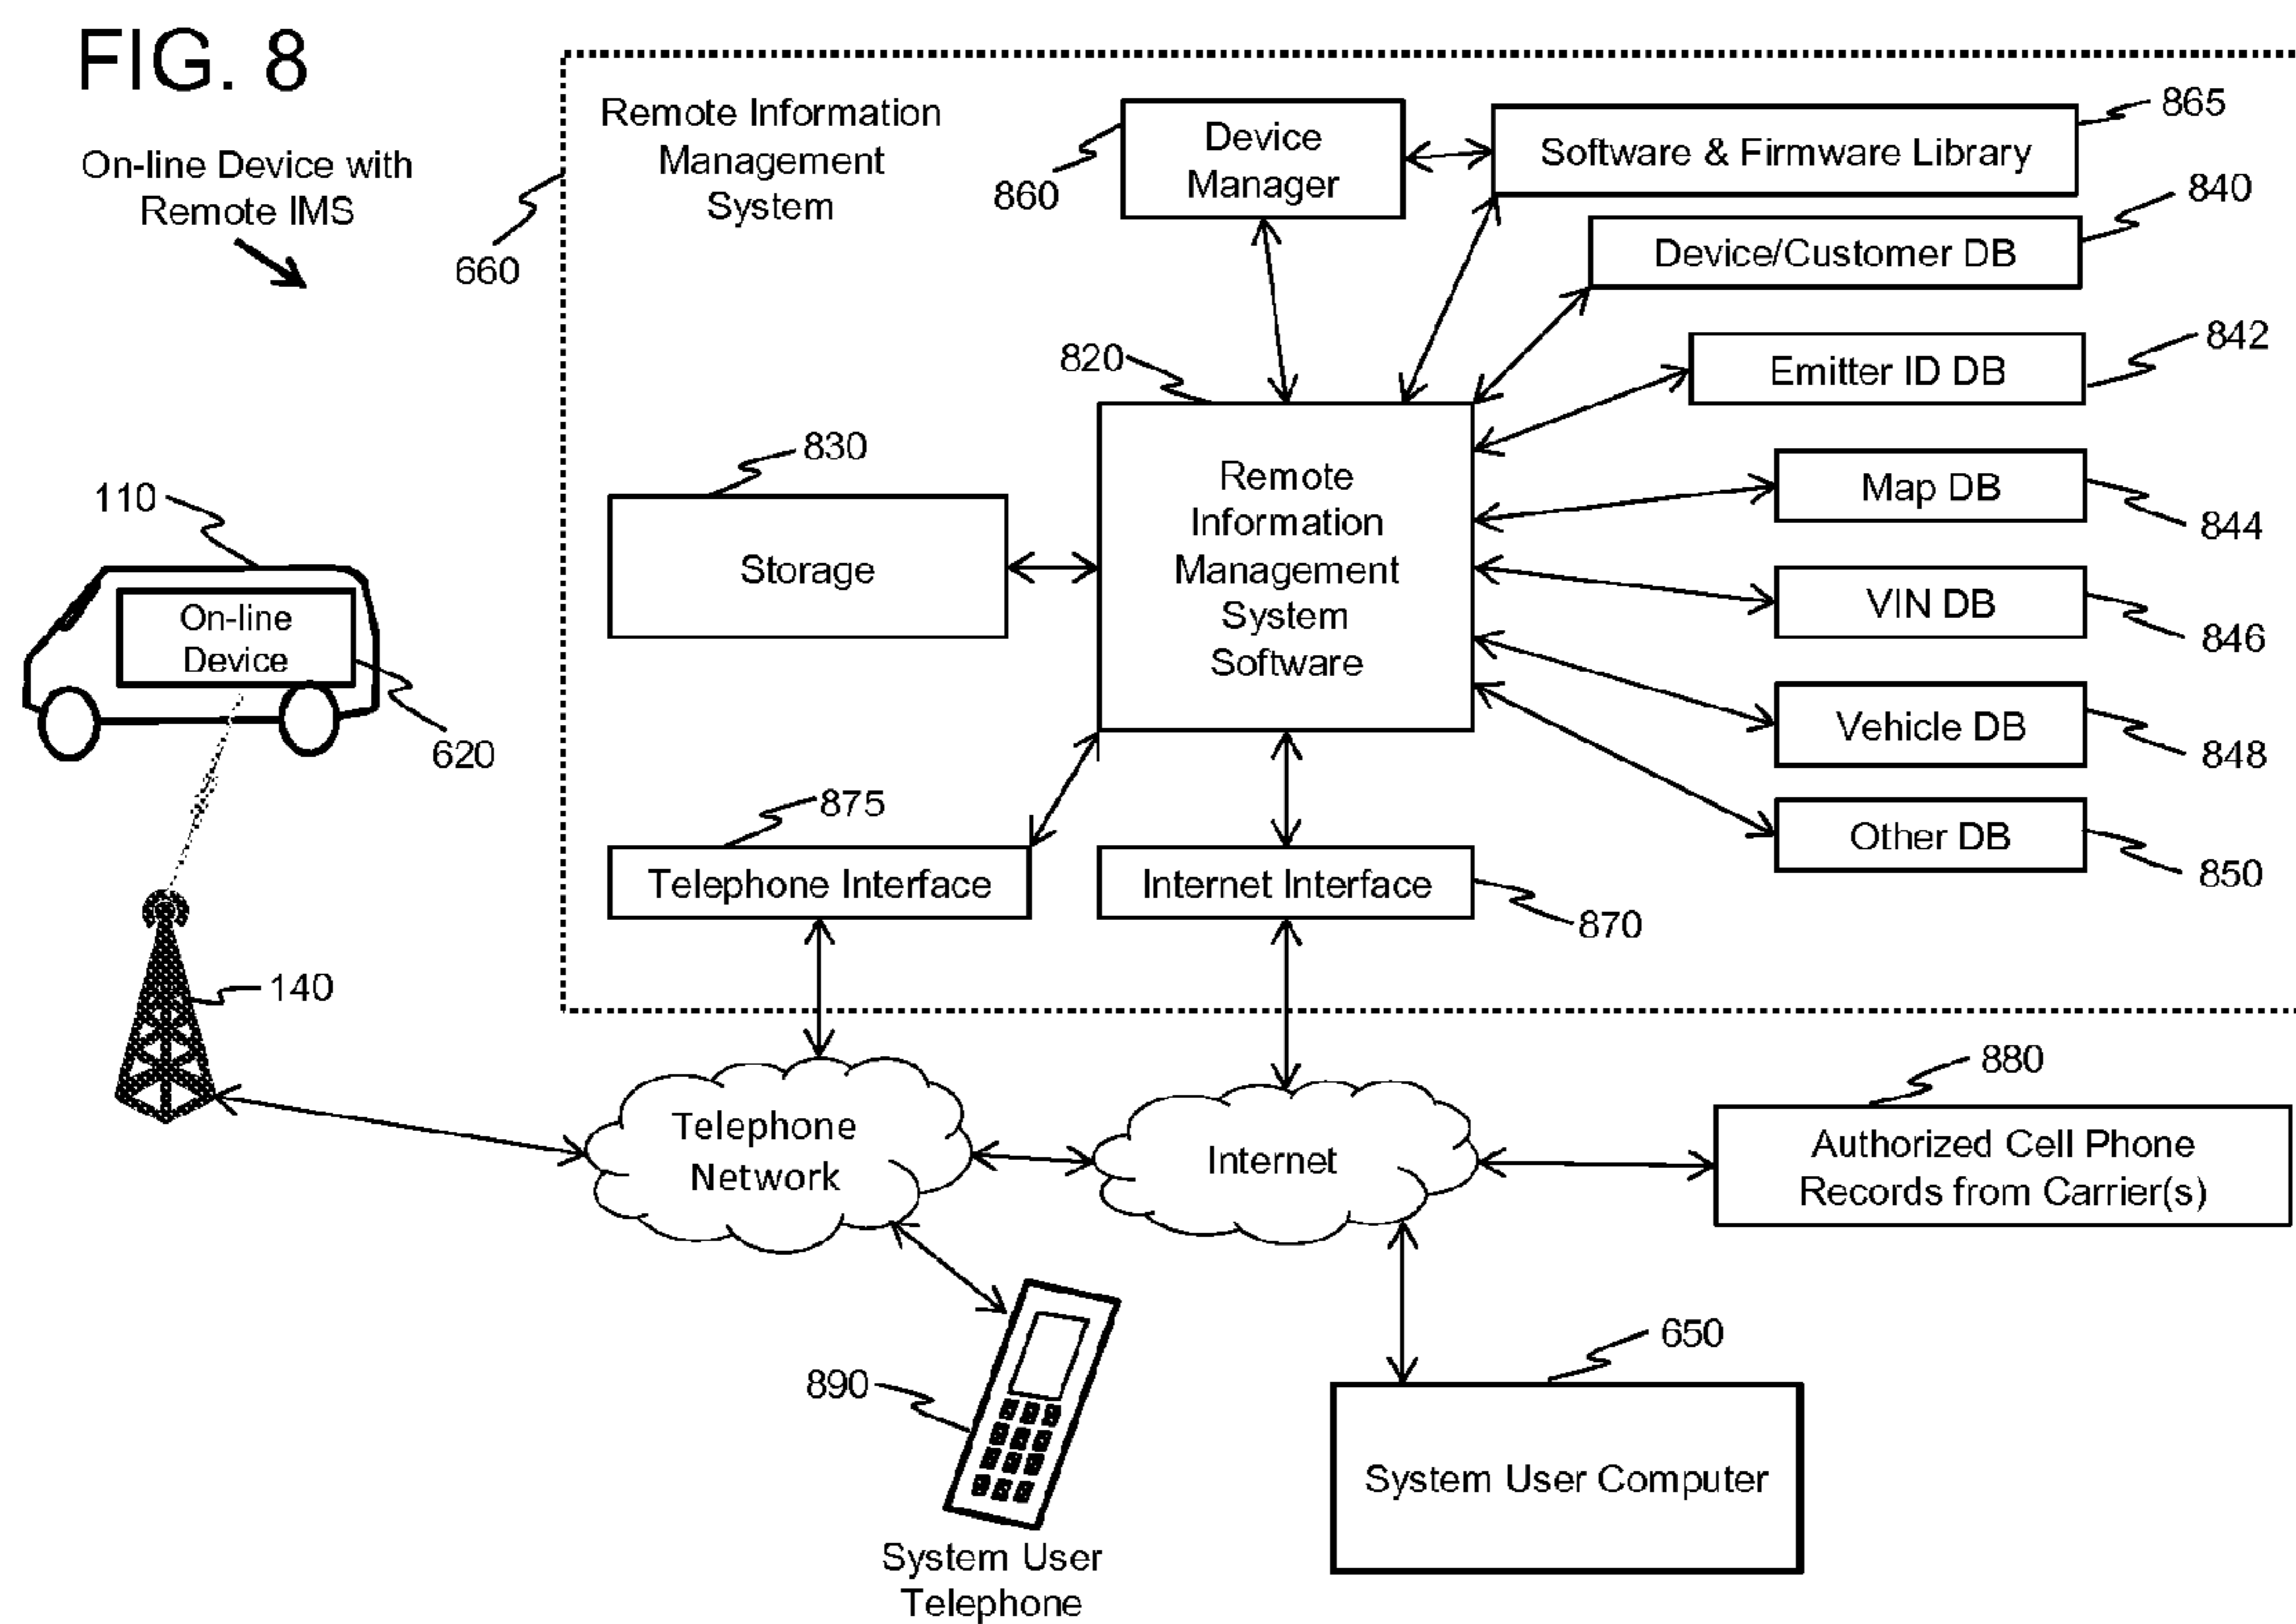 FIG. 8
On-line Device with
Remote IMS
Remote Information
Management
System
660
Device
Manager
860
Software & Firmware Library
865
Device/Customer DB
840
Emitter ID DB
842
820
Remote
Information
Management
System
Software
830
Storage
Map DB
844
VIN DB
846
Vehicle DB
848
Other DB
850
110
On-line
Device
620
875
Telephone Interface
Internet Interface
870
140
Telephone
Network
Internet
880
Authorized Cell Phone
Records from Carrier(s)
890
System User
Telephone
650
System User Computer